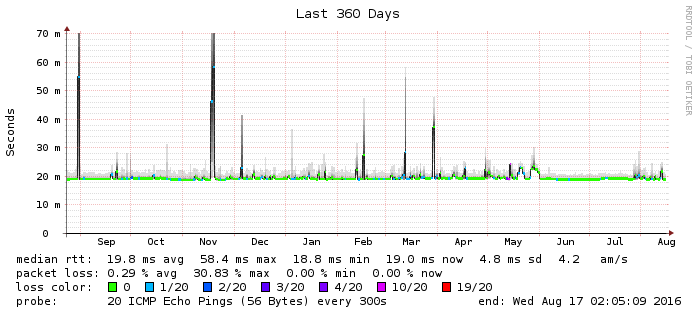 Last 360 Days
RRDTOOL / TOBI OETIKER
Seconds
70 m
60 m
50 m
40 m
30 m
20 m
10 m
0
Sep Oct Nov Dec Jan Feb Mar Apr May Jun Jul Aug
median rtt: 19.8 ms avg 58.4 ms max 18.8 ms min 19.0 ms now 4.8 ms sd 4.2 am/s
packet loss: 0.29 % avg 30.83 % max 0.00 % min 0.00 % now
loss color: 0 1/20 2/20 3/20 4/20 10/20 19/20
probe: 20 ICMP Echo Pings (56 Bytes) every 300s end: Wed Aug 17 02:05:09 2016